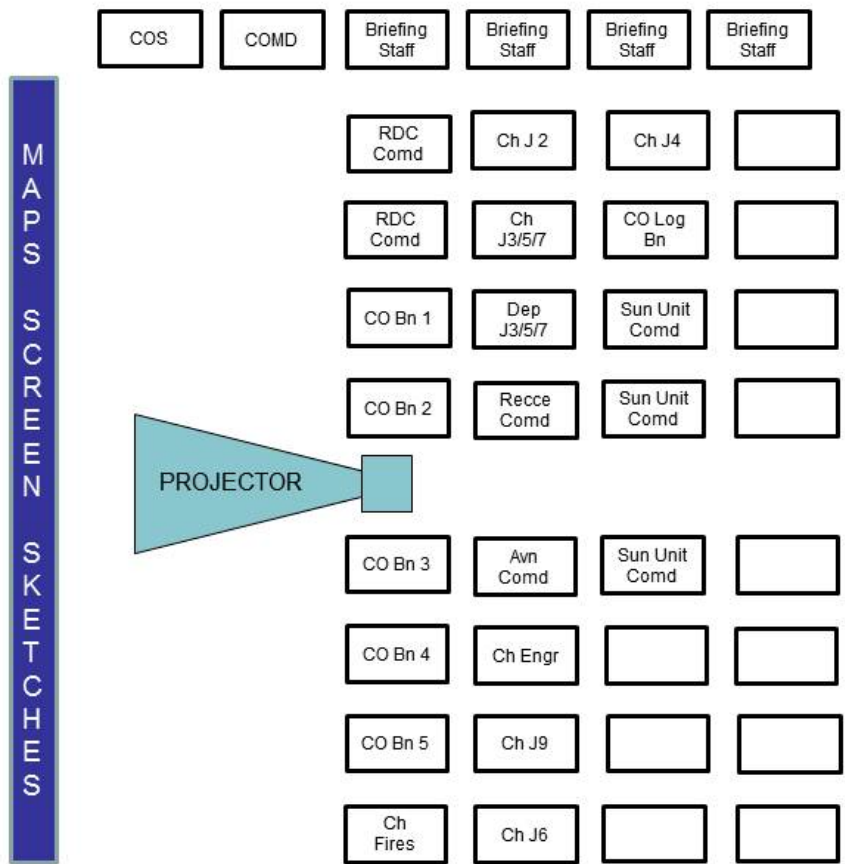 COS
COMD
Briefing
Staff
Briefing
Staff
Briefing
Staff
Briefing
Staff
MAPS SCREEN SKETCHES
RDC
Comd
Ch J 2
Ch J4
RDC
Comd
Ch
J3/5/7
CO Log
Bn
CO Bn 1
Dep
J3/5/7
Sun Unit
Comd
CO Bn 2
Recce
Comd
Sun Unit
Comd
PROJECTOR
CO Bn 3
Avn
Comd
Sun Unit
Comd
CO Bn 4
Ch Engr
CO Bn 5
Ch J9
Ch
Fires
Ch J6